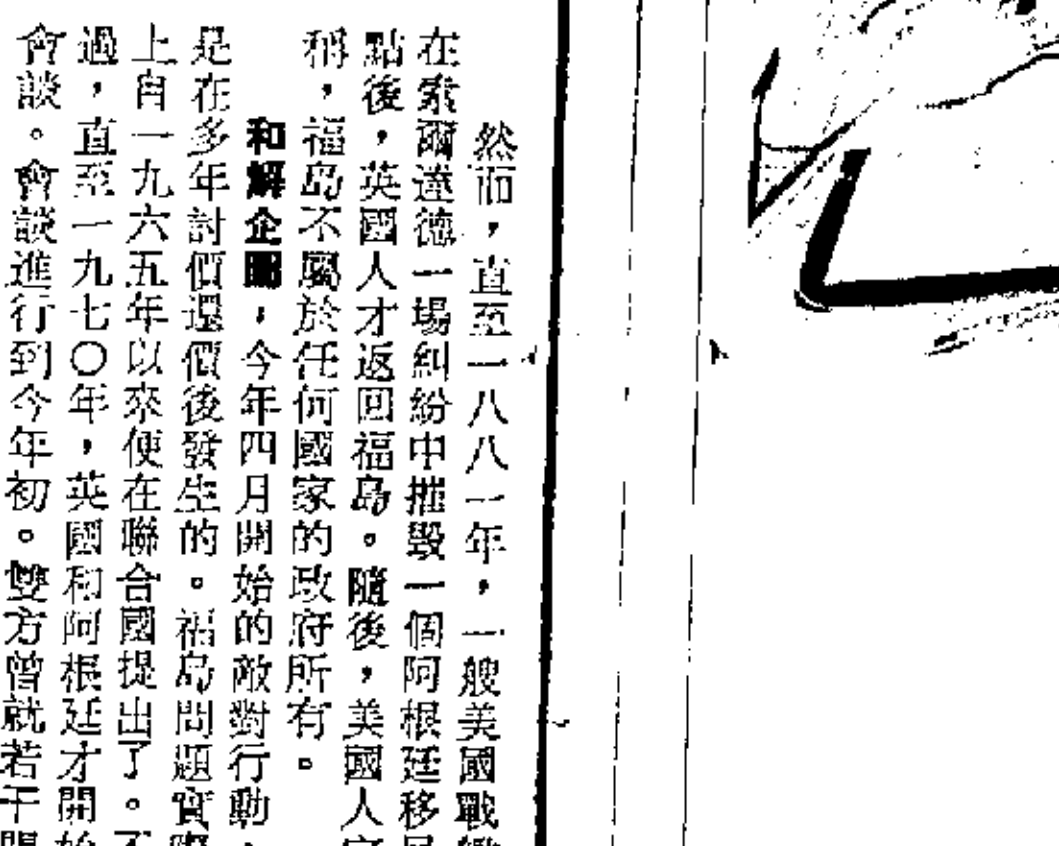 然而，直至一八八一年，一艘美國戰
在索爾達德一場糾紛中摧毀一個阿根廷移
點後，英國人才返回福島。隨後，美國人
稱，福島不屬於任何國家的政府所有。
和解企圖，今年四月開始的敵對行動，
是在多年討價還價後發生的。福島問題實際
上自一九六五年以來便在聯合國提出了。不
過，直至一九七〇年，英國和阿根廷才開始
會談。會談進行到今年初。雙方曾就若干